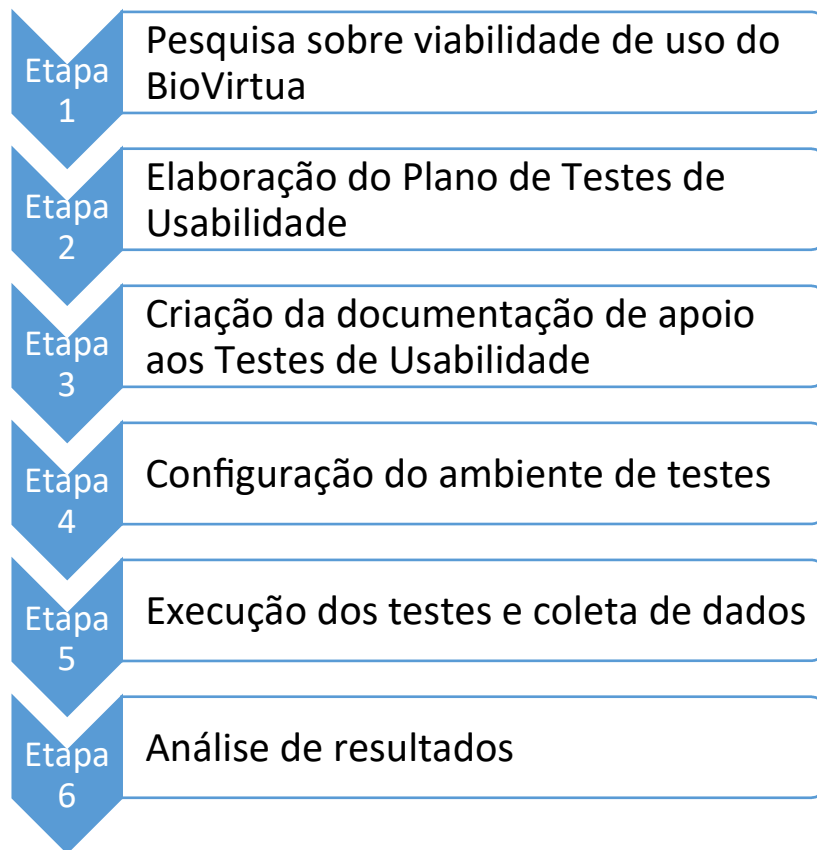 Etapa
1
Pesquisa sobre viabilidade de uso do
BioVirtua
Etapa
2
Elaboração do Plano de Testes de
Usabilidade
Etapa
3
Criação da documentação de apoio
aos Testes de Usabilidade
Etapa
4
Configuração do ambiente de testes
Etapa
5
Execução dos testes e coleta de dados
Etapa
6
Análise de resultados